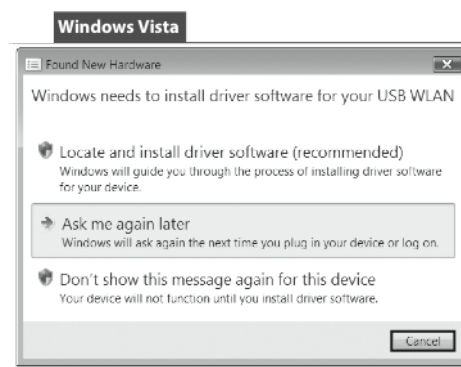 Windows Vista
Found New Hardware
Windows needs to install driver software for your USB WLAN
Locate and install driver software (recommended)
Windows will guide you through the process of installing driver software
for your device.
Ask me again later
Windows will ask again the next time you plug in your device or log on.
Don't show this message again for this device
Your device will not function until you install driver software.
Cancel